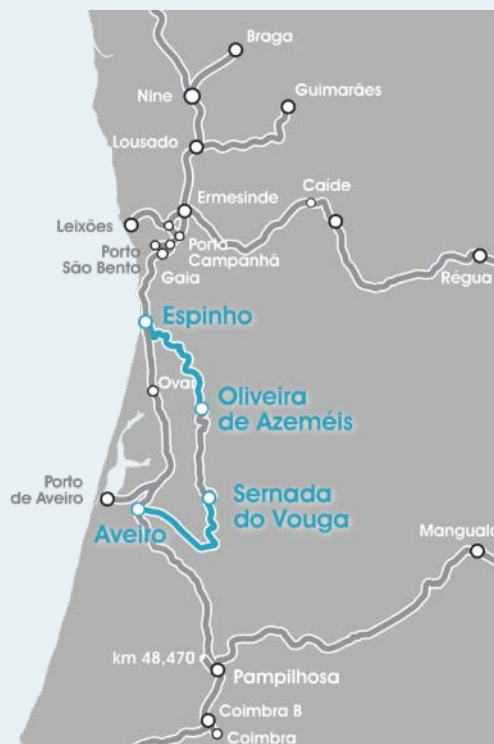 Braga
Nine
Guimarães
Lousado
Ermesinde
Caíde
Leixões
Porto
São Bento
Porto
Campanhã
Gaia
Régua
Espinho
Ovar
Oliveira
de Azeméis
Porto
de Aveiro
Sernada
do Vouga
Aveiro
Mangualde
km 48,470
Pampilhosa
Coimbra B
Coimbra